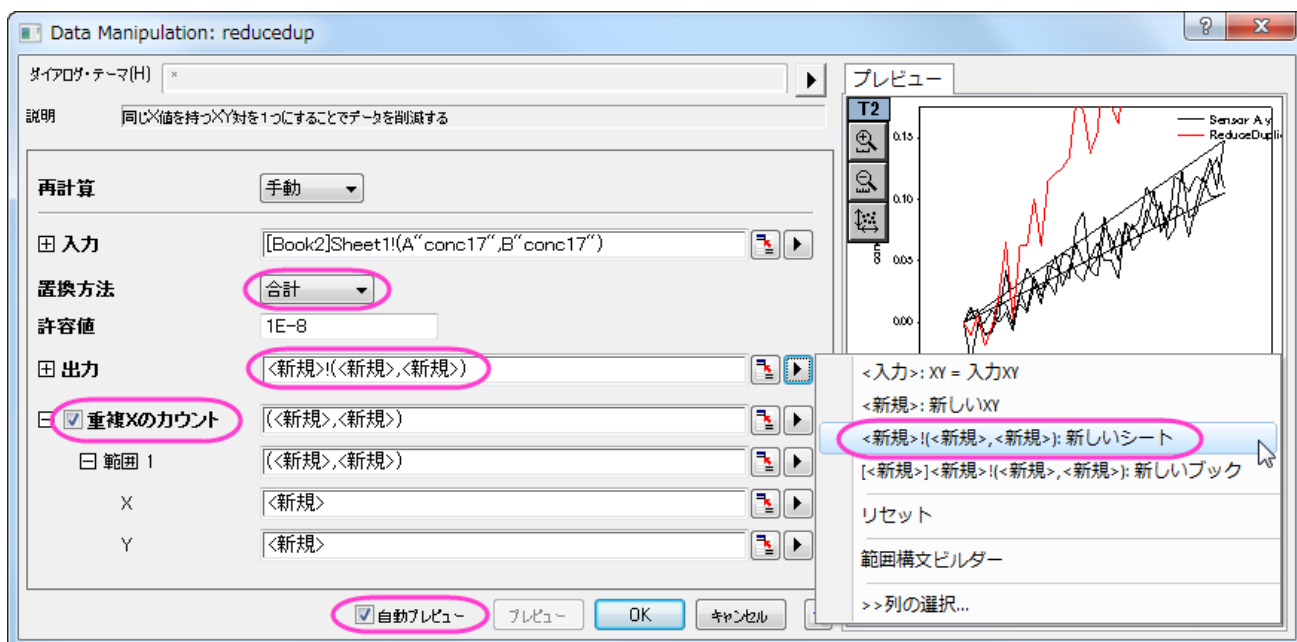 Data Manipulation: reducedup
ダイアログ・テーマ(H) *
説明 同じX値を持つXY対を1つにすることでデータを削減する
再計算 手動
入力 [Book2]Sheet1!(A"conc17",B"conc17")
置換方法 合計
許容値 1E-8
出力 <新規>!(<新規>,<新規>)
重複Xのカウント (<新規>,<新規>)
範囲 1 (<新規>,<新規>)
X <新規>
Y <新規>
自動プレビュー プレビュー OK キャンセル
プレビュー
T2
Sensor A y
ReduceDupli
0.15
0.10
0.05
0.00
<入力>: XY = 入力XY
<新規>: 新しいXY
<新規>!(<新規>,<新規>): 新しいシート
[<新規>]<新規>!(<新規>,<新規>): 新しいブック
リセット
範囲構文ビルダー
>>列の選択...